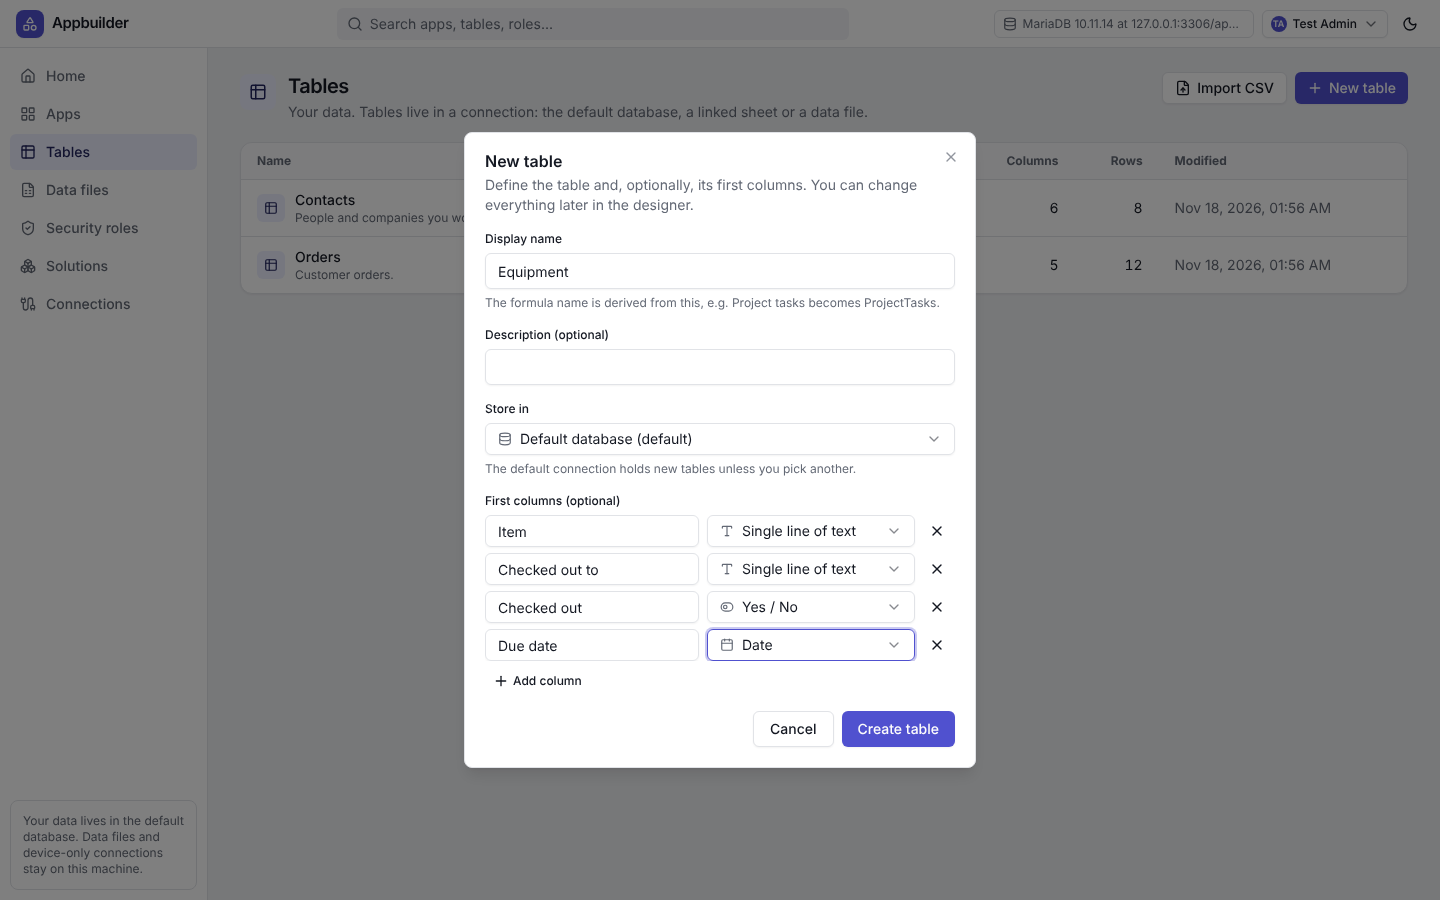 Appbuilder
Search apps, tables, roles...
MariaDB 10.11.14 at 127.0.0.1:3306/ap...
TA
Test Admin
Home
Apps
Tables
Data files
Security roles
Solutions
Connections
Your data lives in the default
database. Data files and
device-only connections
stay on this machine.
Tables
Your data. Tables live in a connection: the default database, a linked sheet or a data file.
Import CSV
New table
Name
Columns
Rows
Modified
Contacts
People and companies you wo
6
8
Nov 18, 2026, 01:56 AM
Orders
Customer orders.
5
12
Nov 18, 2026, 01:56 AM
New table
Define the table and, optionally, its first columns. You can change
everything later in the designer.
Display name
Equipment
The formula name is derived from this, e.g. Project tasks becomes ProjectTasks.
Description (optional)
Store in
Default database (default)
The default connection holds new tables unless you pick another.
First columns (optional)
Item
Single line of text
Checked out to
Single line of text
Checked out
Yes / No
Due date
Date
Add column
Cancel
Create table